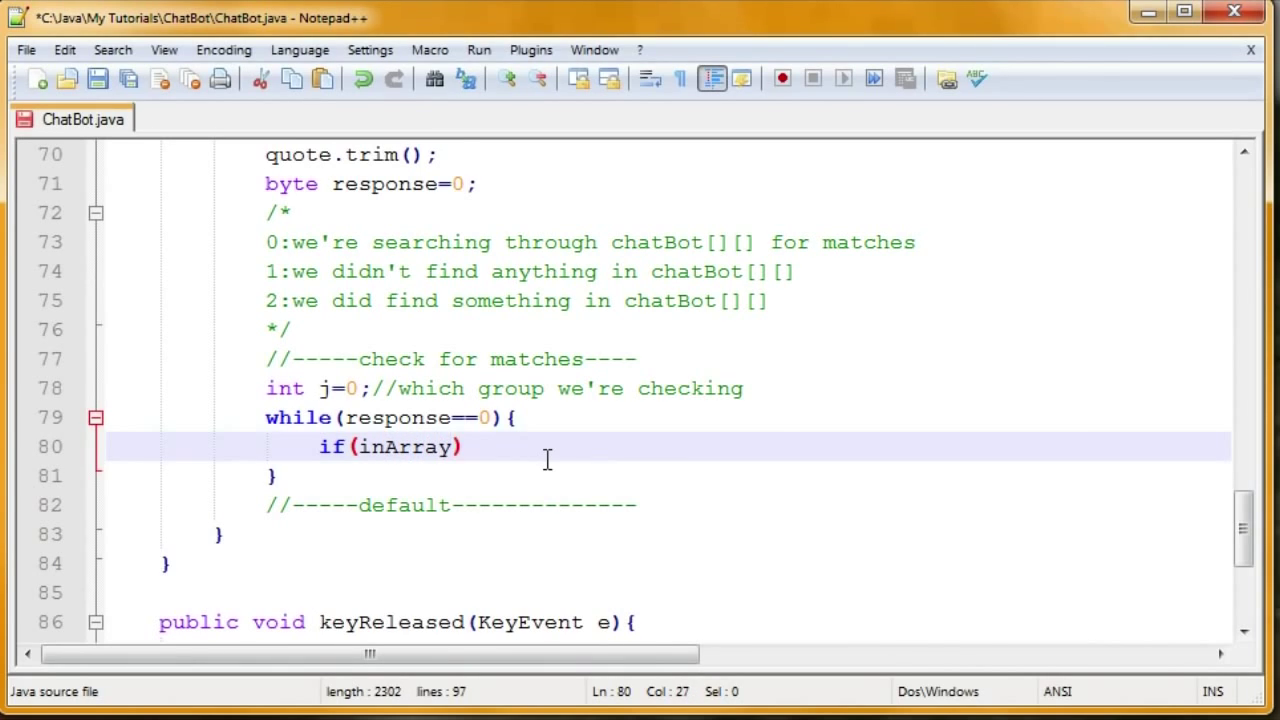 *C:\Java\My Tutorials\ChatBot\ChatBot.java - Notepad++
File Edit Search View Encoding Language Settings Macro Run Plugins Window ? X
ABC
ChatBot.java
70 quote.trim();
71 byte response=0;
72 /*
73 0:we're searching through chatBot[][] for matches
74 1:we didn't find anything in chatBot[][]
75 2:we did find something in chatBot[][]
76 */
77 //-----check for matches----
78 int j=0;//which group we're checking
79 while(response==0){
80 if(inArray)
81 }
82 //-----default--------------
83 }
84 }
85
86 public void keyReleased(KeyEvent e){
Java source file length : 2302 lines : 97 Ln : 80 Col : 27 Sel : 0 Dos\Windows ANSI INS